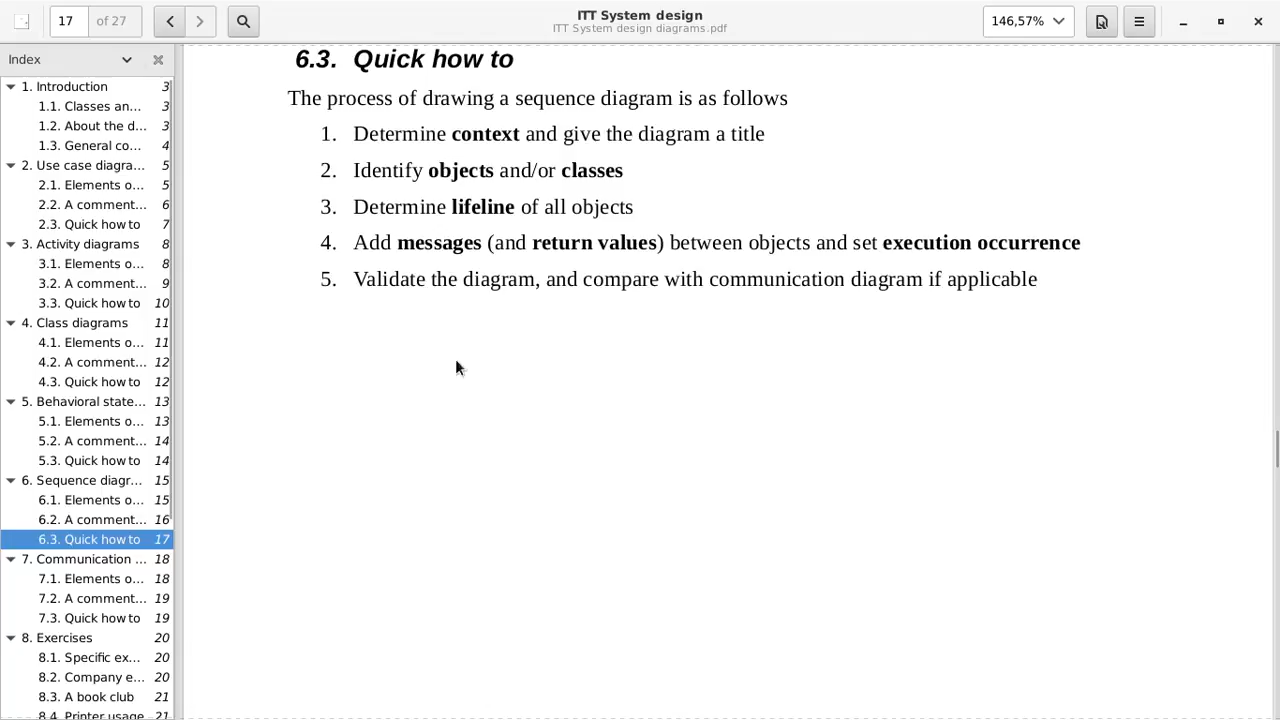 ITT System design
ITT System design diagrams.pdf
17 of 27
146,57%
Index
1. Introduction 3
1.1. Classes an... 3
1.2. About the d... 3
1.3. General co... 4
2. Use case diagra... 5
2.1. Elements o... 5
2.2. A comment... 6
2.3. Quick how to 7
3. Activity diagrams 8
3.1. Elements o... 8
3.2. A comment... 9
3.3. Quick how to 10
4. Class diagrams 11
4.1. Elements o... 11
4.2. A comment... 12
4.3. Quick how to 12
5. Behavioral state... 13
5.1. Elements o... 13
5.2. A comment... 14
5.3. Quick how to 14
6. Sequence diagr... 15
6.1. Elements o... 15
6.2. A comment... 16
6.3. Quick how to 17
7. Communication ... 18
7.1. Elements o... 18
7.2. A comment... 19
7.3. Quick how to 19
8. Exercises 20
8.1. Specific ex... 20
8.2. Company e... 20
8.3. A book club 21
8.4. Printer usage 21
6.3. Quick how to
The process of drawing a sequence diagram is as follows
1. Determine context and give the diagram a title
2. Identify objects and/or classes
3. Determine lifeline of all objects
4. Add messages (and return values) between objects and set execution occurrence
5. Validate the diagram, and compare with communication diagram if applicable